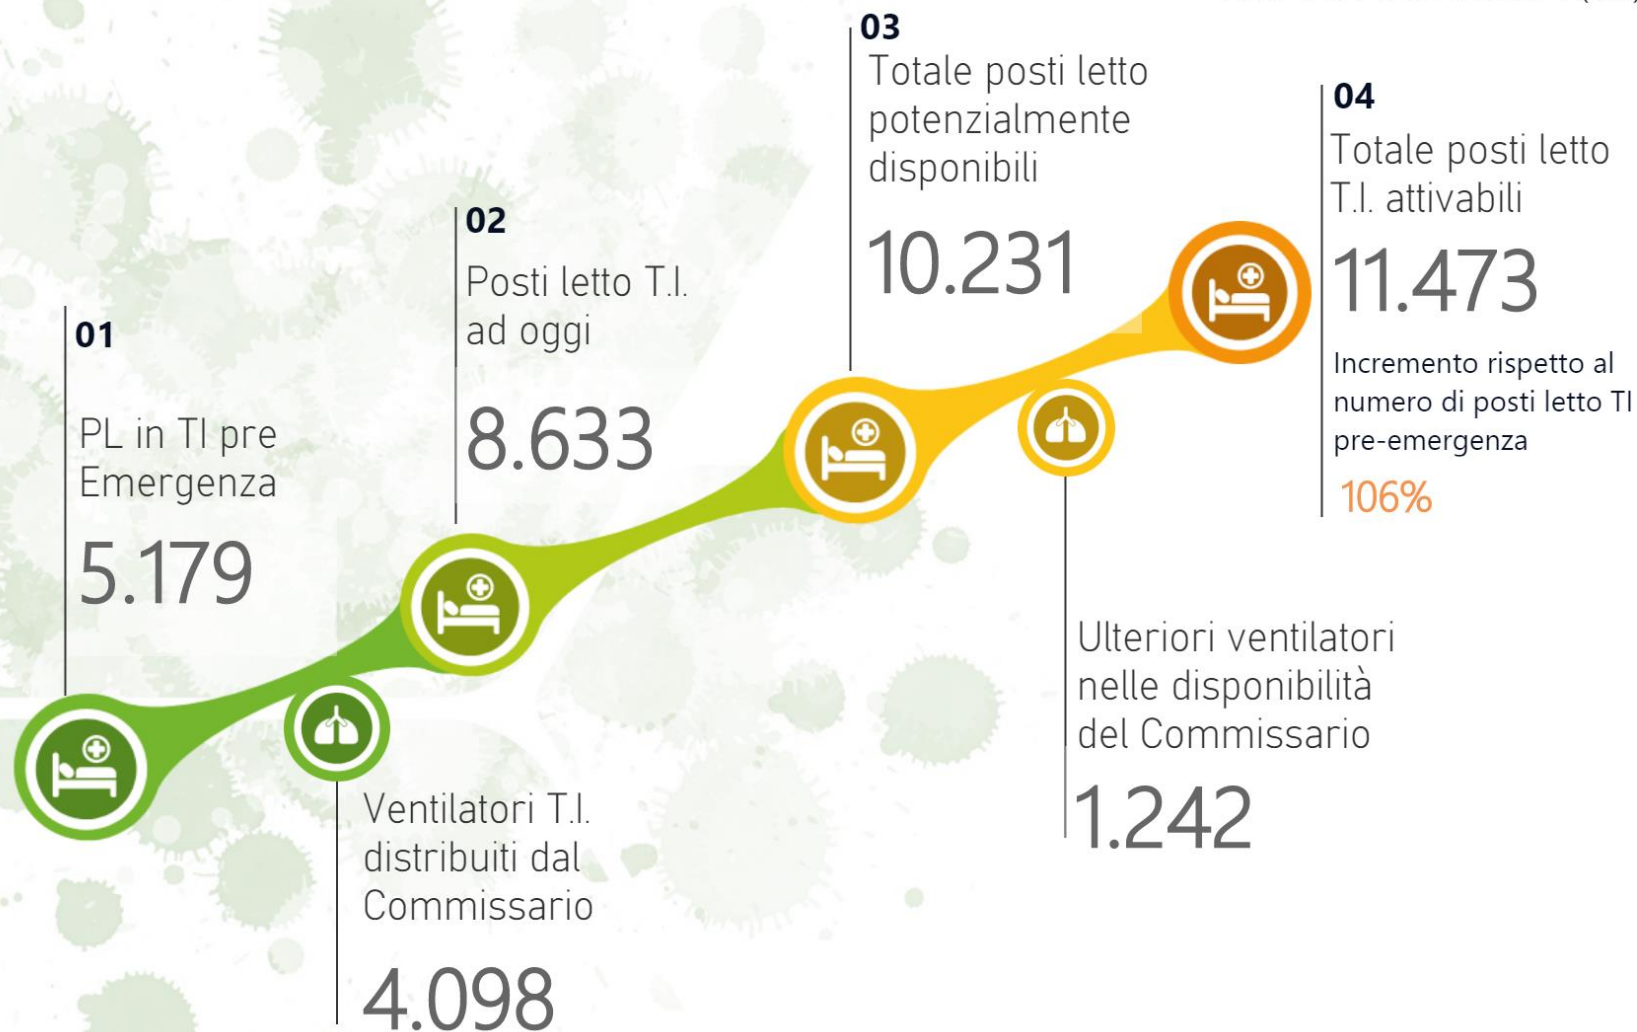 01
PL in TI pre
Emergenza
5.179
Ventilatori T.I.
distribuiti dal
Commissario
4.098
02
Posti letto T.I.
ad oggi
8.633
03
Totale posti letto
potenzialmente
disponibili
10.231
Ulteriori ventilatori
nelle disponibilità
del Commissario
1.242
04
Totale posti letto
T.I. attivabili
11.473
Incremento rispetto al
numero di posti letto TI
pre-emergenza
106%